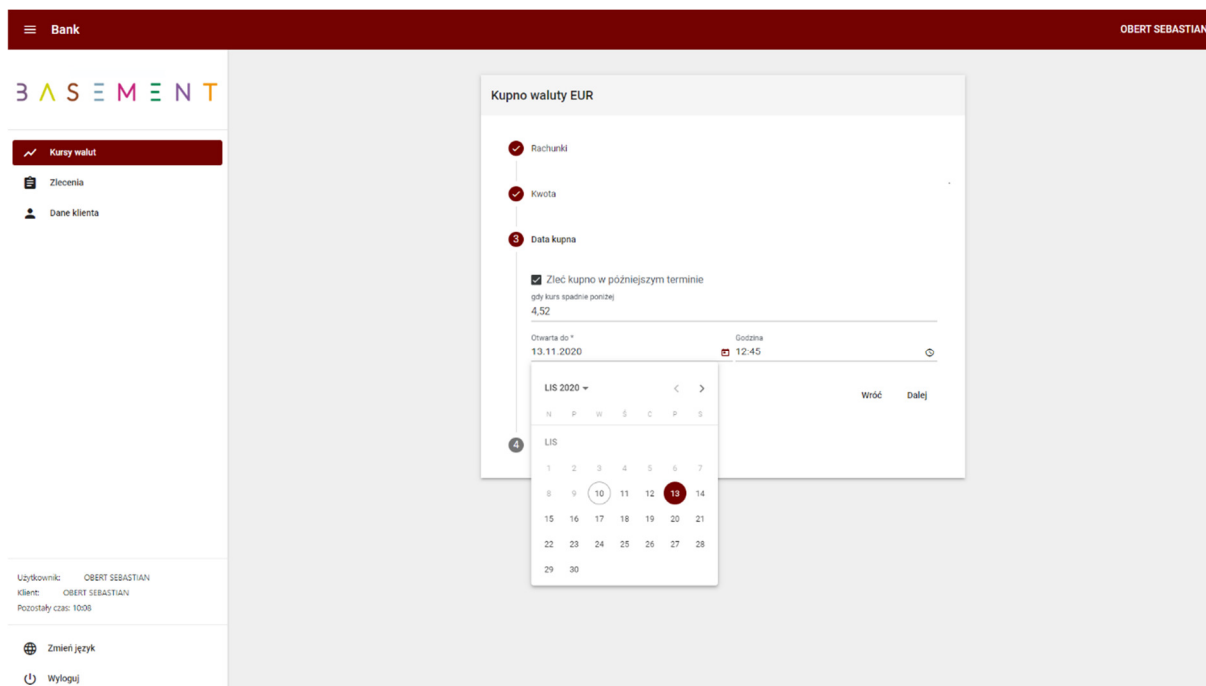 Bank
OBERT SEBASTIAN
BASEMENT
Kursy walut
Zlecenia
Dane klienta
Kupno waluty EUR
Rachunki
Kwota
3 Data kupna
Zleć kupno w późniejszym terminie
gdy kurs spadnie poniżej
4,52
Otwarta do * Godzina
13.11.2020 12:45
LIS 2020
N P W Ś C P S
Wróć Dalej
LIS
4
1 2 3 4 5 6 7
8 9 10 11 12 13 14
15 16 17 18 19 20 21
22 23 24 25 26 27 28
29 30
Użytkownik: OBERT SEBASTIAN
Klient: OBERT SEBASTIAN
Pozostały czas: 10:08
Zmień język
Wyloguj